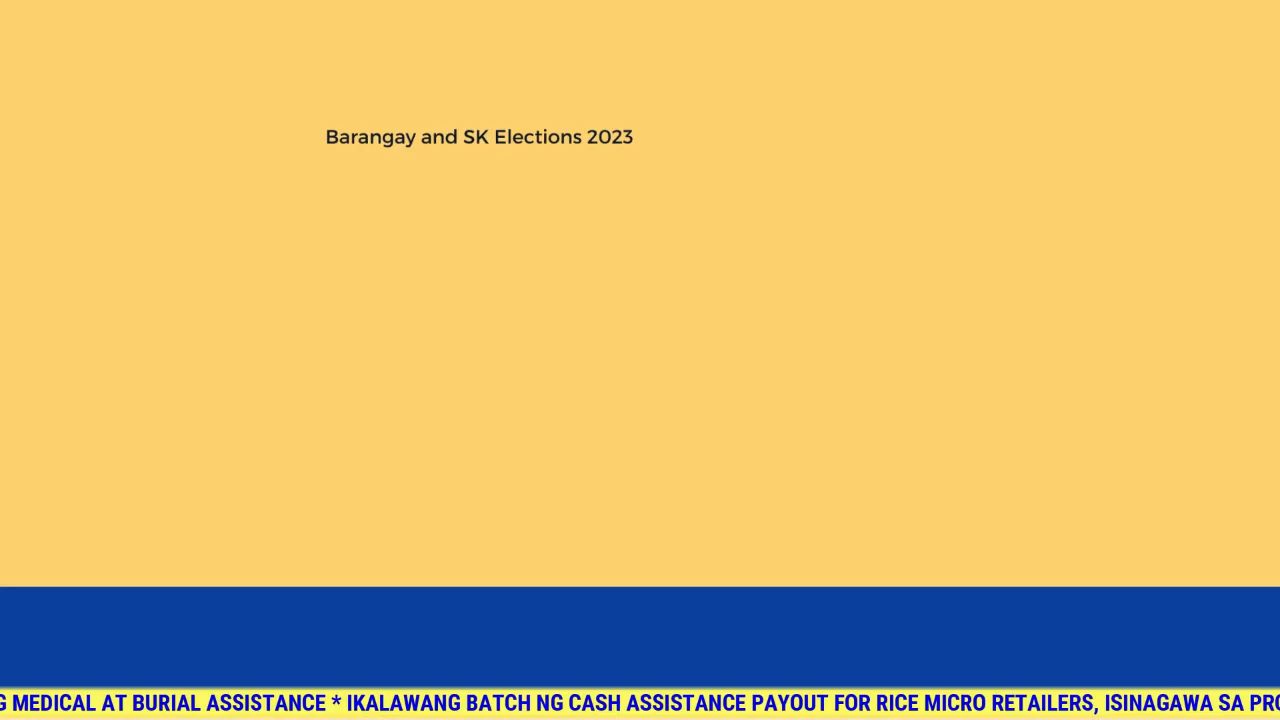 Barangay and SK Elections 2023
MEDICAL AT BURIAL ASSISTANCE * IKALAWANG BATCH NG CASH ASSISTANCE PAYOUT FOR RICE MICRO RETAILERS, ISINAGAWA SA